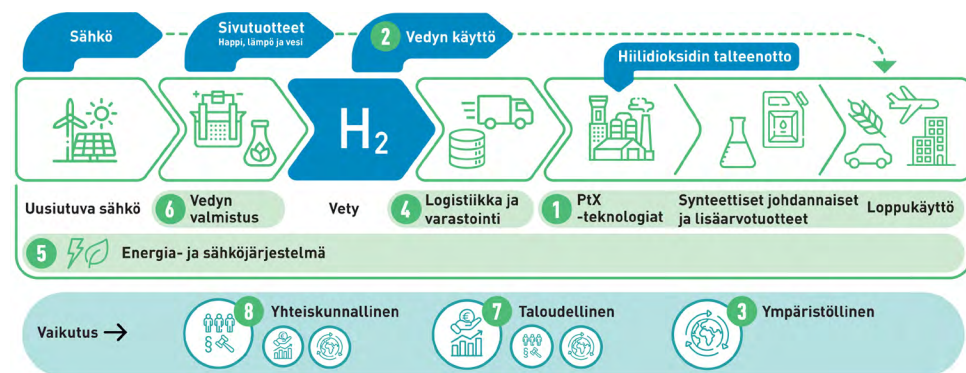 Sähkö
Sivutuotteet
Happi, lämpö ja vesi
2 Vedyn käyttö
Hiilidioksidin talteenotto
H2
Uusiutuva sähkö
6 Vedyn
valmistus
Vety
4 Logistiikka ja
varastointi
1 PtX
-teknologiat
Synteettiset johdannaiset
ja lisäarvotuotteet
Loppukäyttö
5 Energia- ja sähköjärjestelmä
Vaikutus →
8 Yhteiskunnallinen
§
7 Taloudellinen
€
§
3 Ympäristöllinen